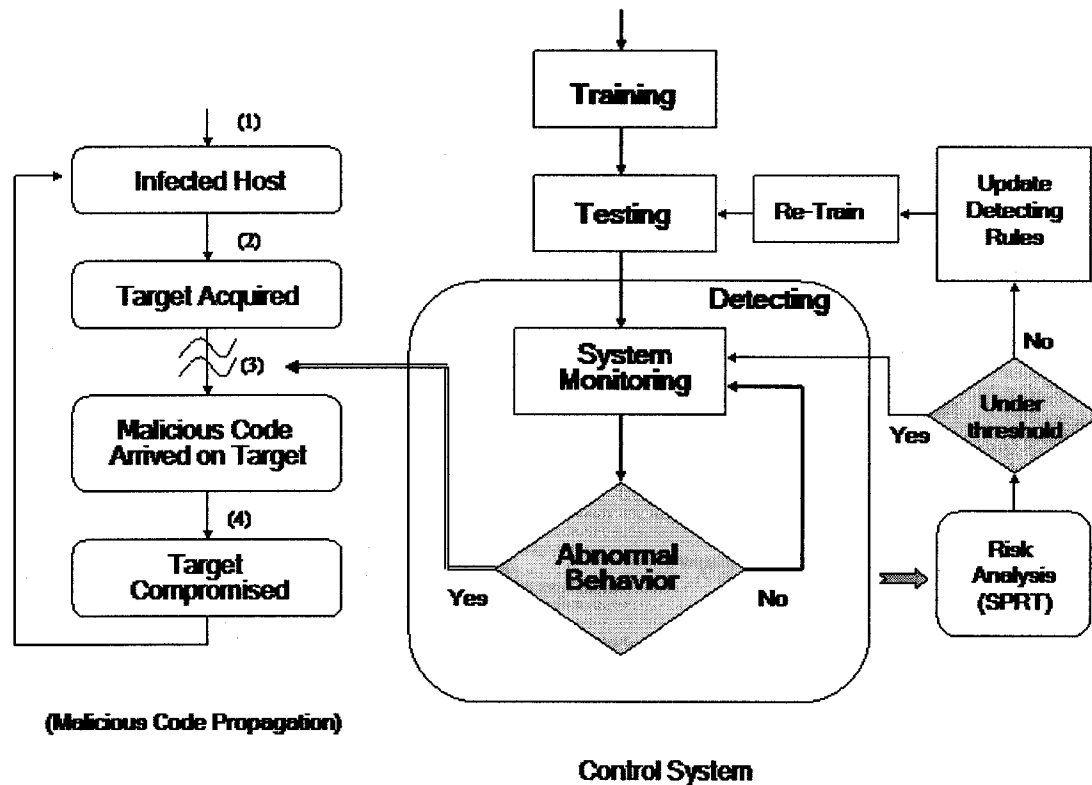 (1)
Infected Host
(2)
Target Acquired
(3)
Malicious Code
Arrived on Target
(4)
Target
Compromised
(Malicious Code Propagation)
Training
Testing
Re-Train
Update
Detecting
Rules
Detecting
System
Monitoring
Abnormal
Behavior
Yes
No
No
Under
threshold
Yes
Risk
Analysis
(SPRT)
Control System